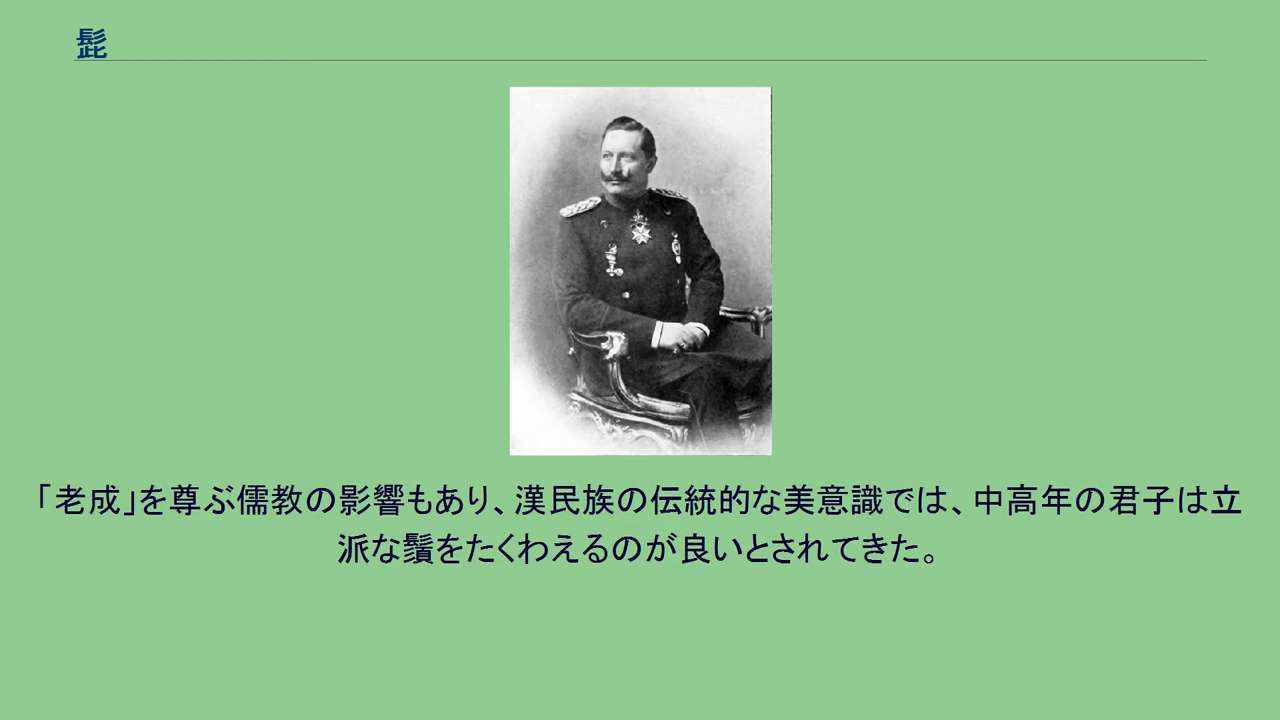 髭
「老成」を尊ぶ儒教の影響もあり、漢民族の伝統的な美意識では、中高年の君子は立
派な鬚をたくわえるのが良いとされてきた。